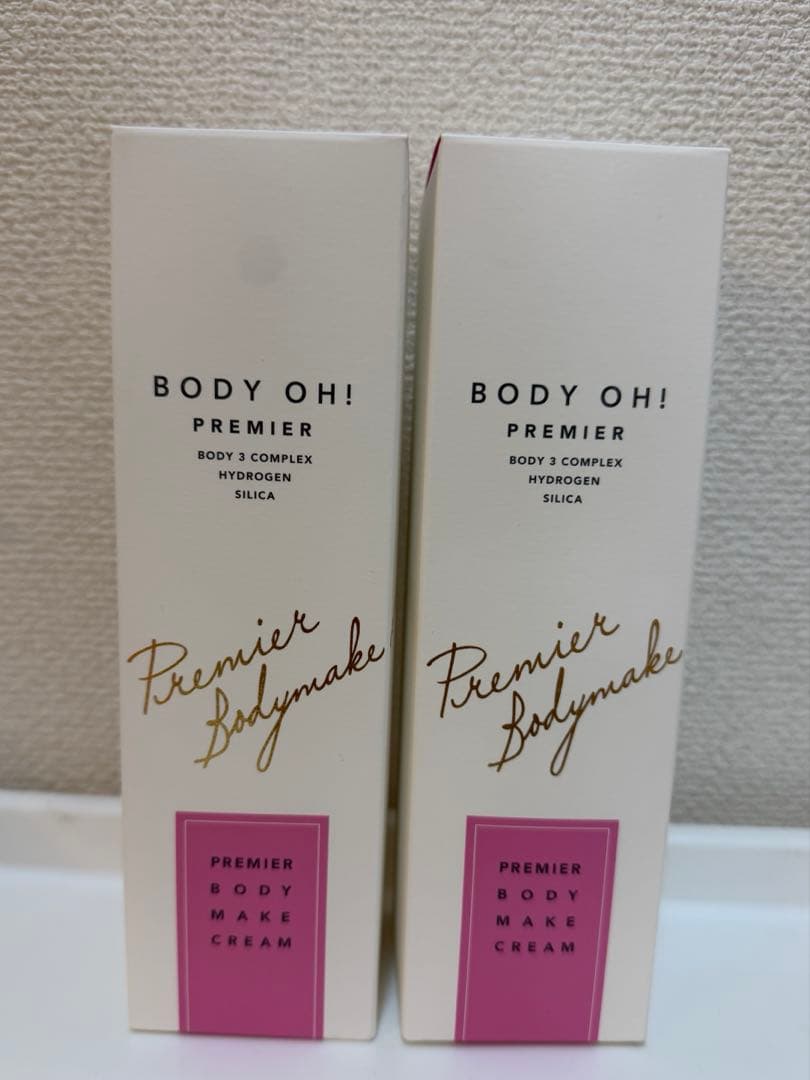 BODY OH!
PREMIER
BODY 3 COMPLEX
HYDROGEN
SILICA
Premier
Bodymake
PREMIER
BODY
MAKE
CREAM
BODY OH!
PREMIER
BODY 3 COMPLEX
HYDROGEN
SILICA
Premier
Bodymake
PREMIER
BODY
MAKE
CREAM